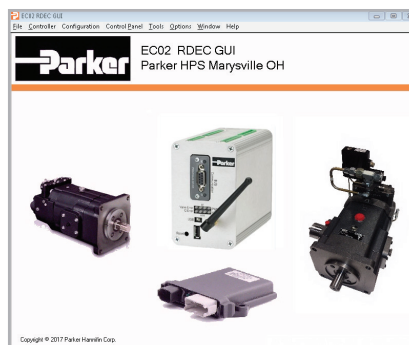 EC02 RDEC GUI
File Controller Configuration Control Panel Tools Options Window Help
Parker
EC02 RDEC GUI
Parker HPS Marysville OH
Parker
Copyright © 2017 Parker Hannifin Corp.